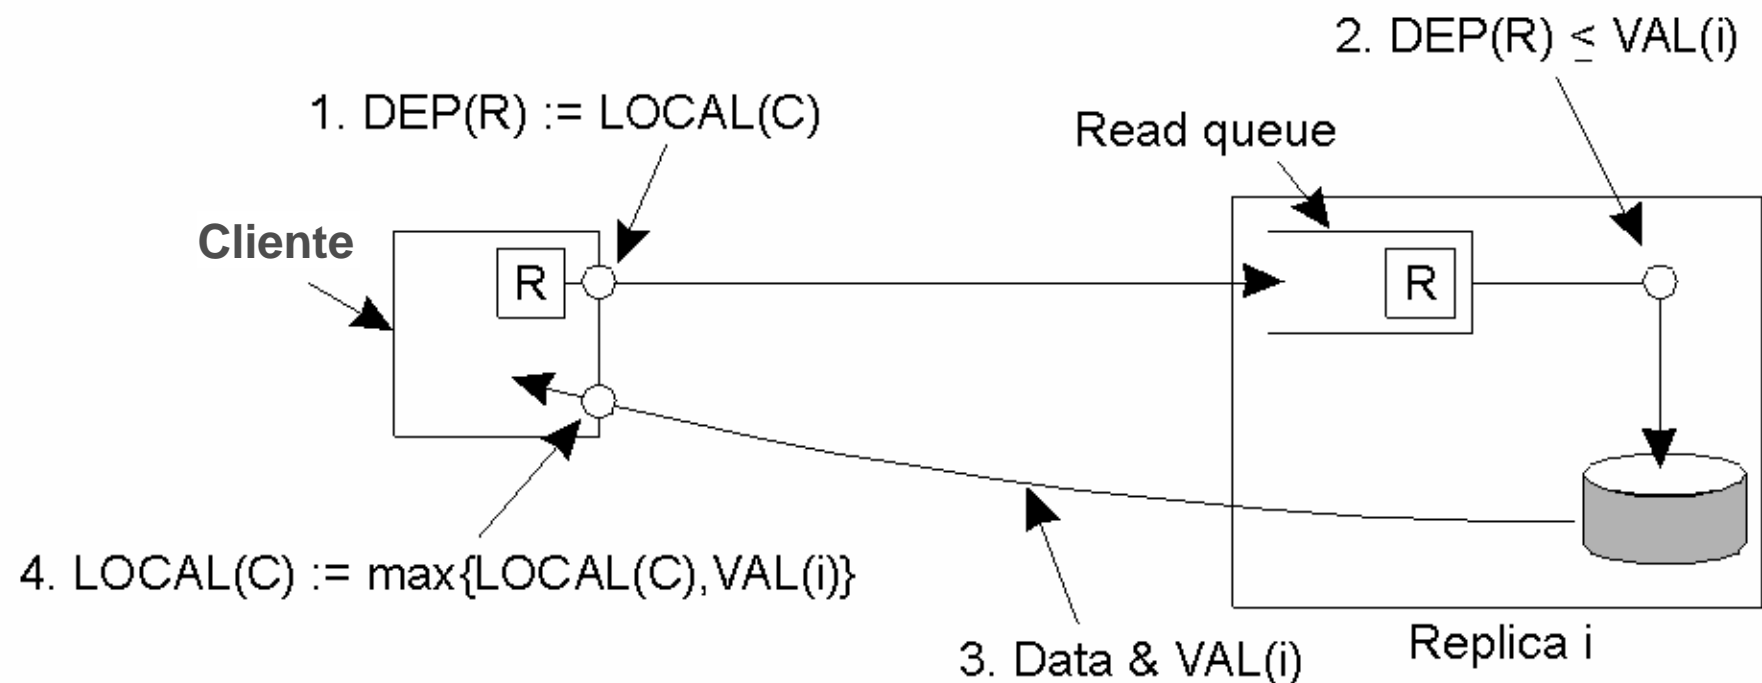 2. DEP(R) ≤ VAL(i)
1. DEP(R) := LOCAL(C)
Read queue
Cliente
R
R
4. LOCAL(C) := max{LOCAL(C),VAL(i)}
3. Data & VAL(i)
Replica i